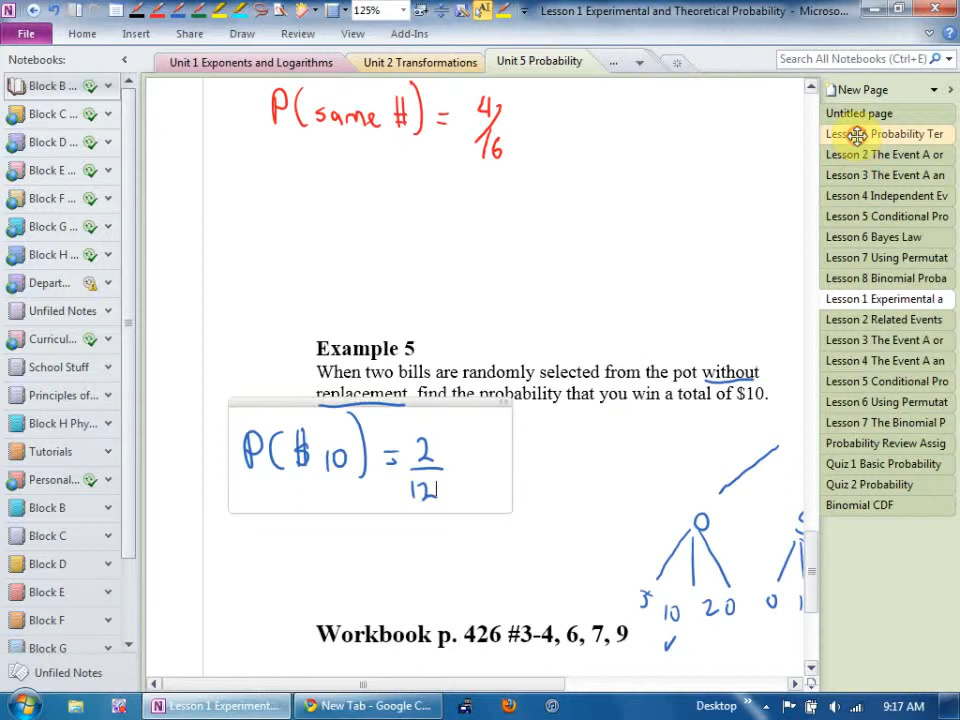 125%
Lesson 1 Experimental and Theoretical Probability - Microso...
File Home Insert Share Draw Review View Add-Ins
Notebooks:
Unit 1 Exponents and Logarithms
Unit 2 Transformations
Unit 5 Probability
...
Search All Notebooks (Ctrl+E)
Block B ...
Block C ...
Block D ...
Block E ...
Block F ...
Block G ...
Block H ...
Depart...
Unfiled Notes
Curricul...
School Stuff
Principles of...
Block H Phy...
Tutorials
Personal...
Block B
Block C
Block D
Block E
Block F
Block G
Unfiled Notes
P(same #) = 4/16
Example 5
When two bills are randomly selected from the pot without
replacement, find the probability that you win a total of $10.
P($10) = 2/12
0
5 10 20
0
✓
Workbook p. 426 #3-4, 6, 7, 9
New Page
Untitled page
Probability Ter
Lesson 2 The Event A or
Lesson 3 The Event A an
Lesson 4 Independent Ev
Lesson 5 Conditional Pro
Lesson 6 Bayes Law
Lesson 7 Using Permutat
Lesson 8 Binomial Proba
Lesson 1 Experimental a
Lesson 2 Related Events
Lesson 3 The Event A or
Lesson 4 The Event A an
Lesson 5 Conditional Pro
Lesson 6 Using Permutat
Lesson 7 The Binomial P
Probability Review Assig
Quiz 1 Basic Probability
Quiz 2 Probability
Binomial CDF
Lesson 1 Experiment...
New Tab - Google C...
Desktop
9:17 AM